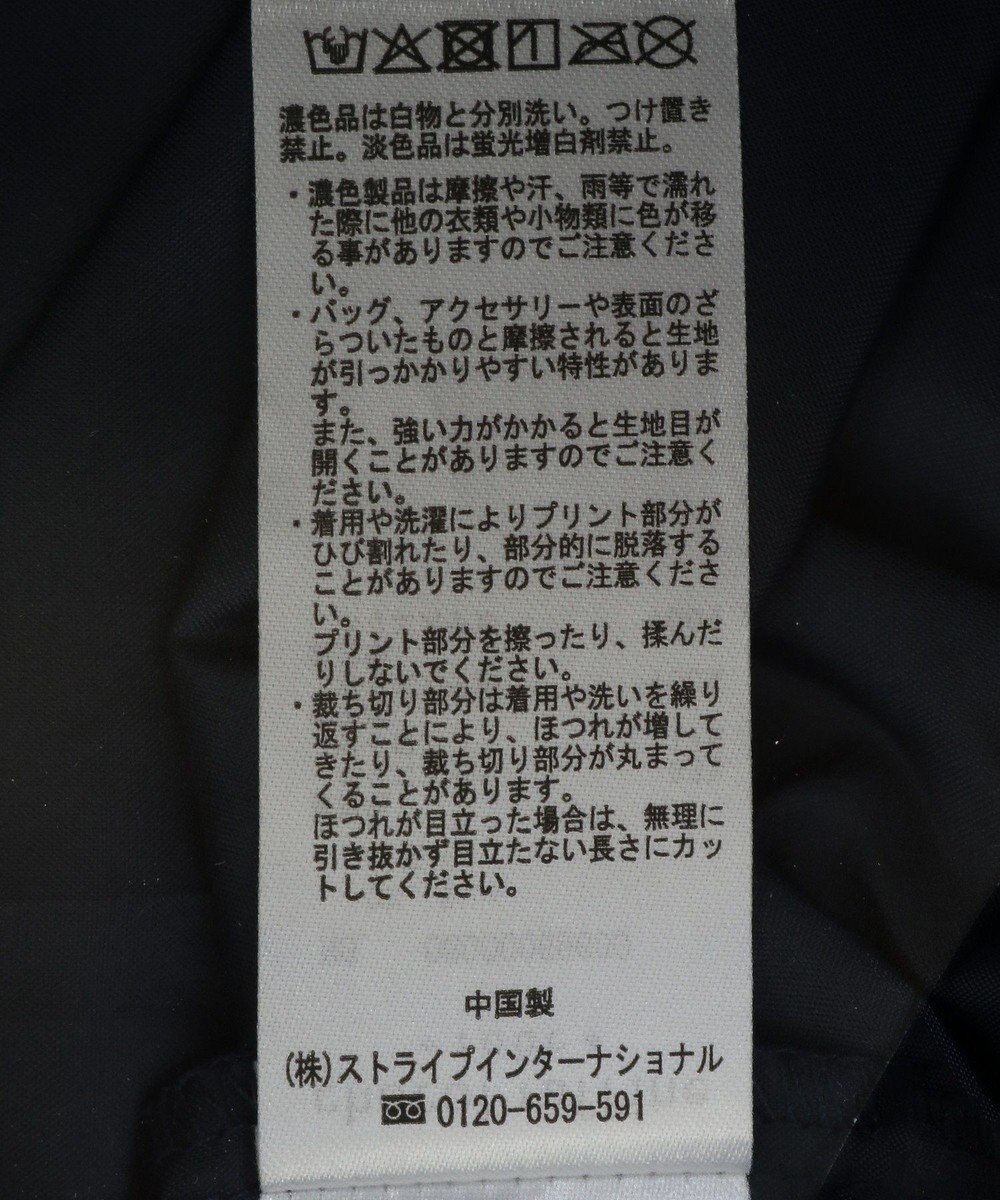 濃色品は白物と分別洗い。つけ置き
禁止。淡色品は蛍光増白剤禁止。
・濃色製品は摩擦や汗、雨等で濡れ
た際に他の衣類や小物類に色が移
る事がありますのでご注意くださ
い。
・バッグ、アクセサリーや表面のざ
らついたものと摩擦されると生地
が引っかかりやすい特性がありま
す。
また、強い力がかかると生地目が
開くことがありますのでご注意く
ださい。
・着用や洗濯によりプリント部分が
ひび割れたり、部分的に脱落する
ことがありますのでご注意くださ
い。
プリント部分を擦ったり、揉んだ
りしないでください。
・裁ち切り部分は着用や洗いを繰り
返すことにより、ほつれが増して
きたり、裁ち切り部分が丸まって
くることがあります。
ほつれが目立った場合は、無理に
引き抜かず目立たない長さにカッ
トしてください。
中国製
(株)ストライプインターナショナル
0120-659-591